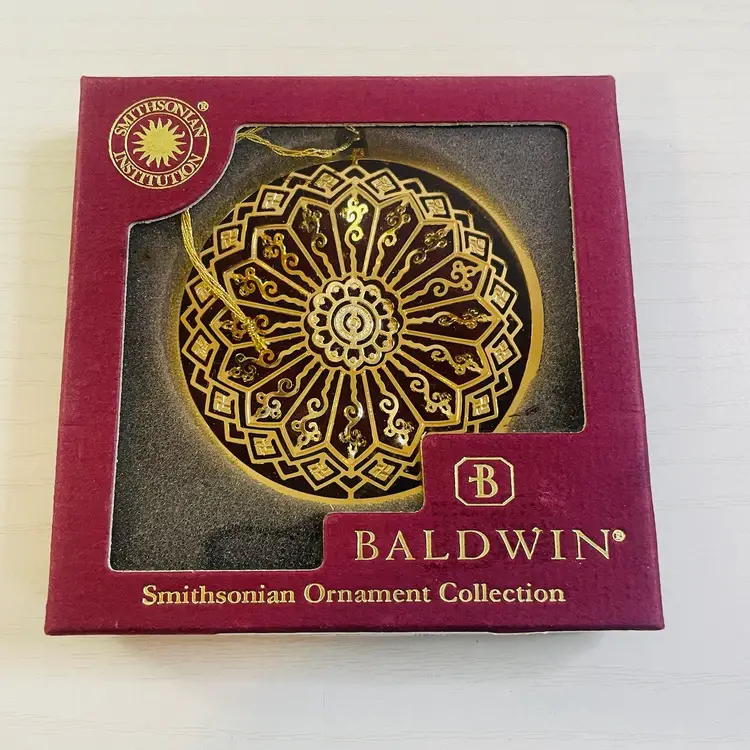 SMITHSONIAN®
INSTITUTION
B
BALDWIN®
Smithsonian Ornament Collection